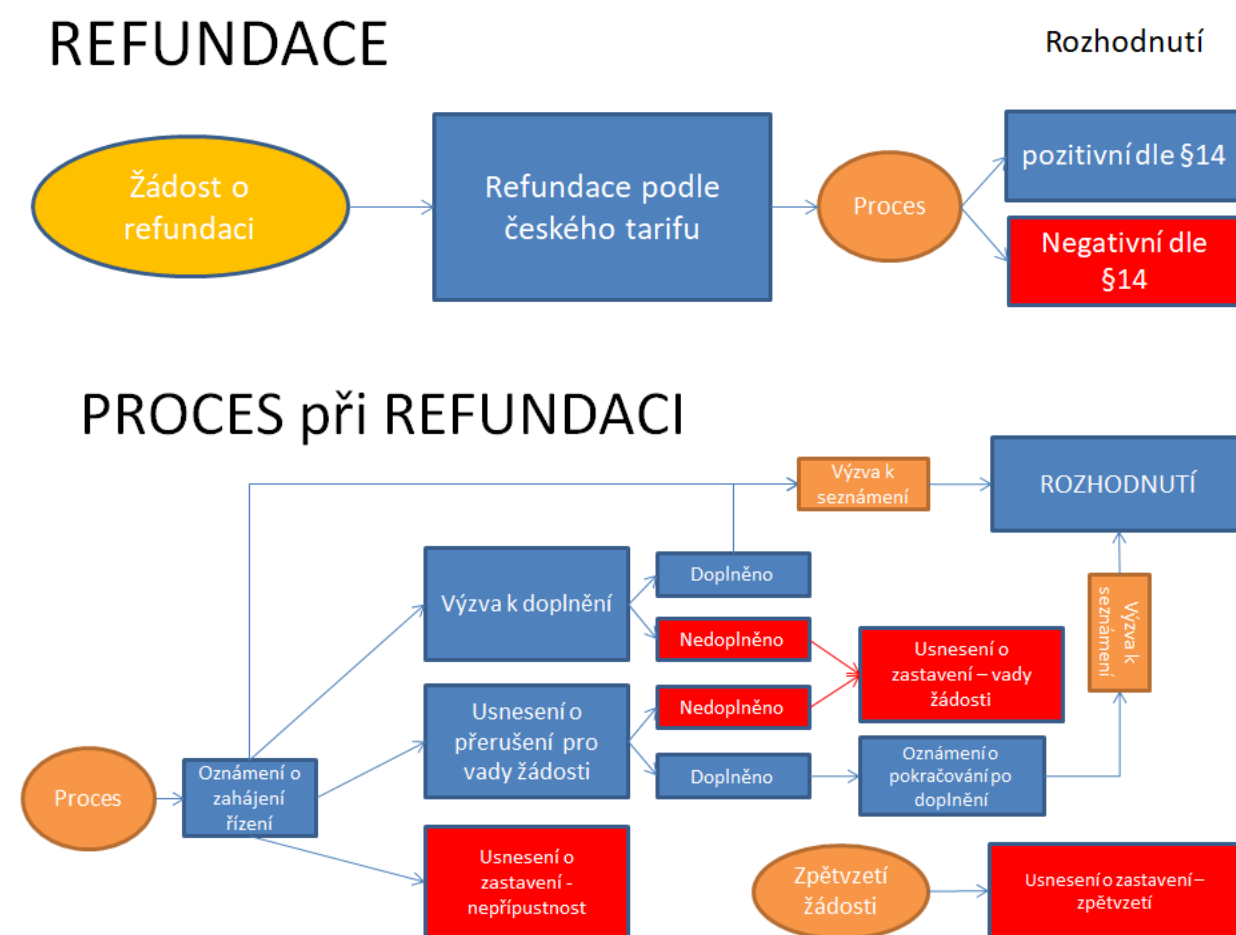 REFUNDACE
Rozhodnutí
Žádost o
refundaci
Refundace podle
českého tarifu
Proces
pozitivní dle §14
Negativní dle
§14
PROCES při REFUNDACI
Výzva k
seznámení
ROZHODNUTÍ
Výzva k doplnění
Doplněno
Nedoplněno
Usnesení o
zastavení – vady
žádosti
Výzva k
seznámení
Usnesení o
přerušení pro
vady žádosti
Nedoplněno
Doplněno
Oznámení o
pokračování po
doplnění
Proces
Oznámení o
zahájení
řízení
Usnesení o
zastavení -
nepřípustnost
Zpětvzetí
žádosti
Usnesení o zastavení –
zpětvzetí